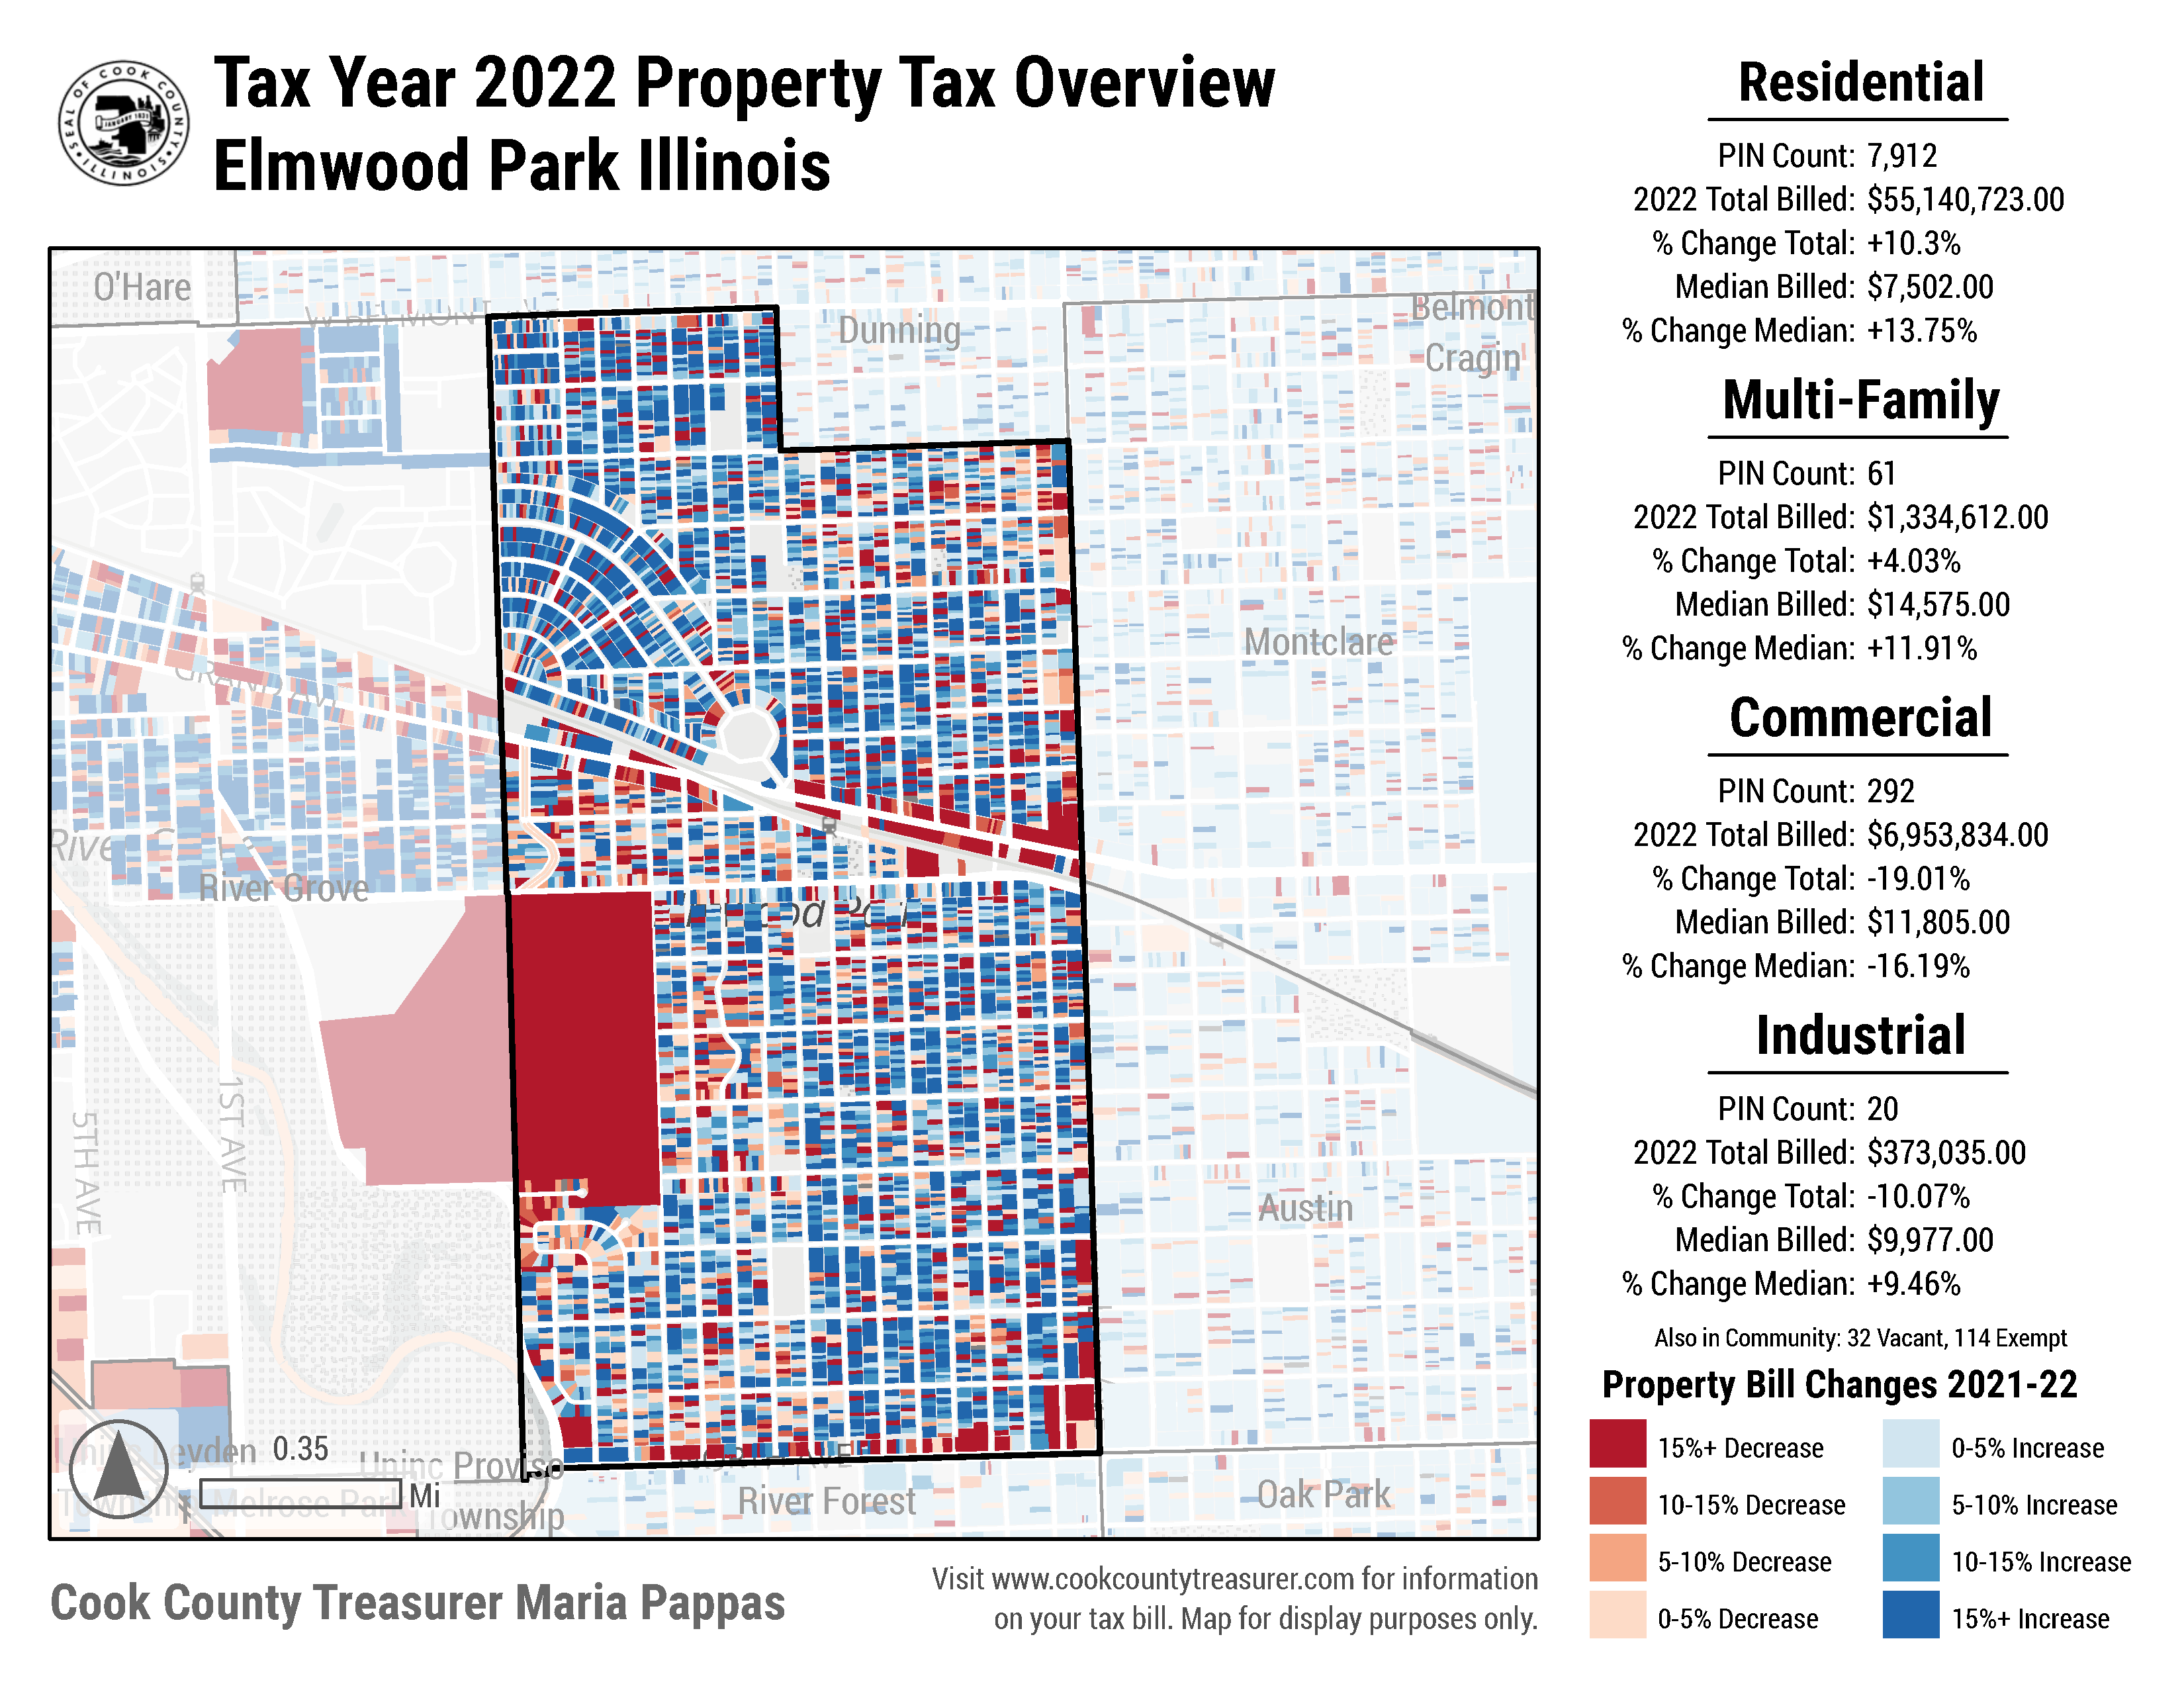 SEAL OF COOK COUNTY
ILLINOIS
JANUARY 1831
Tax Year 2022 Property Tax Overview
Elmwood Park Illinois
O'Hare
W BELMONT AVE
Dunning
Belmont
Cragin
Montclare
GRAND AVE
River Grove
1ST AVE
5TH AVE
Austin
0.35
Mi
Uninc Proviso
Township
Melrose Park
River Forest
Oak Park
Cook County Treasurer Maria Pappas
Visit www.cookcountytreasurer.com for information
on your tax bill. Map for display purposes only.
Residential
PIN Count: 7,912
2022 Total Billed: $55,140,723.00
% Change Total: +10.3%
Median Billed: $7,502.00
% Change Median: +13.75%
Multi-Family
PIN Count: 61
2022 Total Billed: $1,334,612.00
% Change Total: +4.03%
Median Billed: $14,575.00
% Change Median: +11.91%
Commercial
PIN Count: 292
2022 Total Billed: $6,953,834.00
% Change Total: -19.01%
Median Billed: $11,805.00
% Change Median: -16.19%
Industrial
PIN Count: 20
2022 Total Billed: $373,035.00
% Change Total: -10.07%
Median Billed: $9,977.00
% Change Median: +9.46%
Also in Community: 32 Vacant, 114 Exempt
Property Bill Changes 2021-22
15%+ Decrease
10-15% Decrease
5-10% Decrease
0-5% Decrease
0-5% Increase
5-10% Increase
10-15% Increase
15%+ Increase